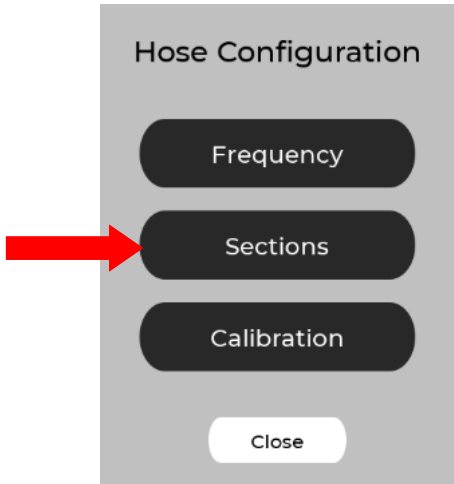 Hose Configuration
Frequency
Sections
Calibration
Close